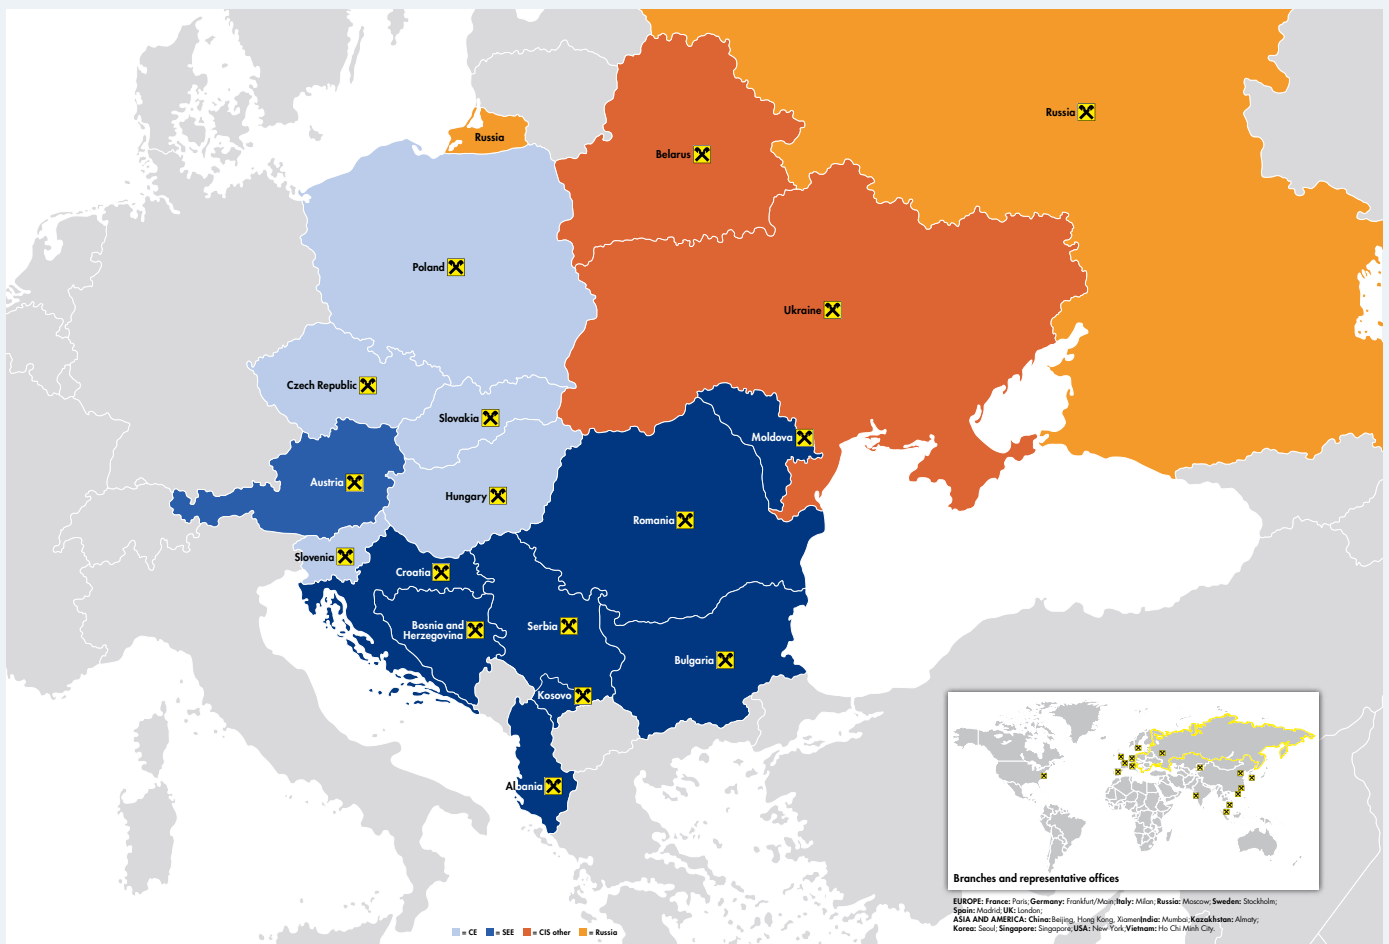 Russia
Russia
Belarus
Poland
Ukraine
Czech Republic
Slovakia
Moldova
Austria
Hungary
Romania
Slovenia
Croatia
Bosnia and
Herzegovina
Serbia
Bulgaria
Kosovo
Albania
Branches and representative offices
EUROPE: France: Paris; Germany: Frankfurt/Main; Italy: Milan; Russia: Moscow; Sweden: Stockholm;
Spain: Madrid; UK: London;
ASIA AND AMERICA: China: Beijing, Hong Kong, Xiamen India: Mumbai; Kazakhstan: Almaty;
Korea: Seoul; Singapore: Singapore; USA: New York; Vietnam: Ho Chi Minh City.
= CE = SEE = CIS other = Russia